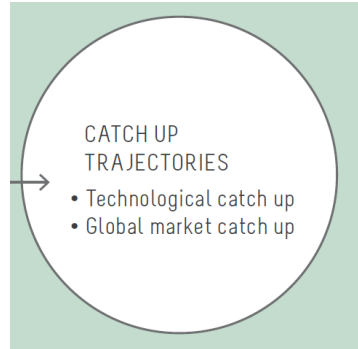 CATCH UP
TRAJECTORIES
• Technological catch up
• Global market catch up